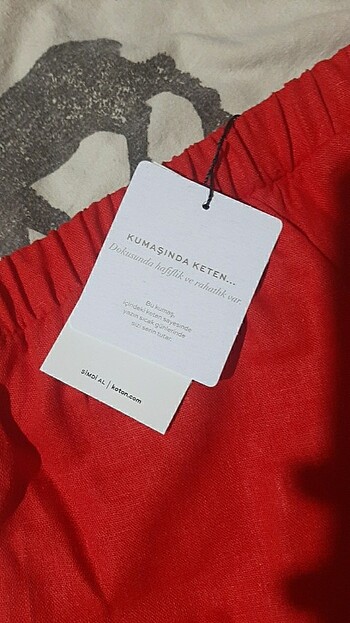 KUMAŞINDA KETEN...
Dokusunda hafiflik ve rahatlık var.
Bu kumaş,
içindeki keten sayesinde
yazın sıcak günlerinde
sizi serin tutar.
ŞİMDİ AL | koton.com